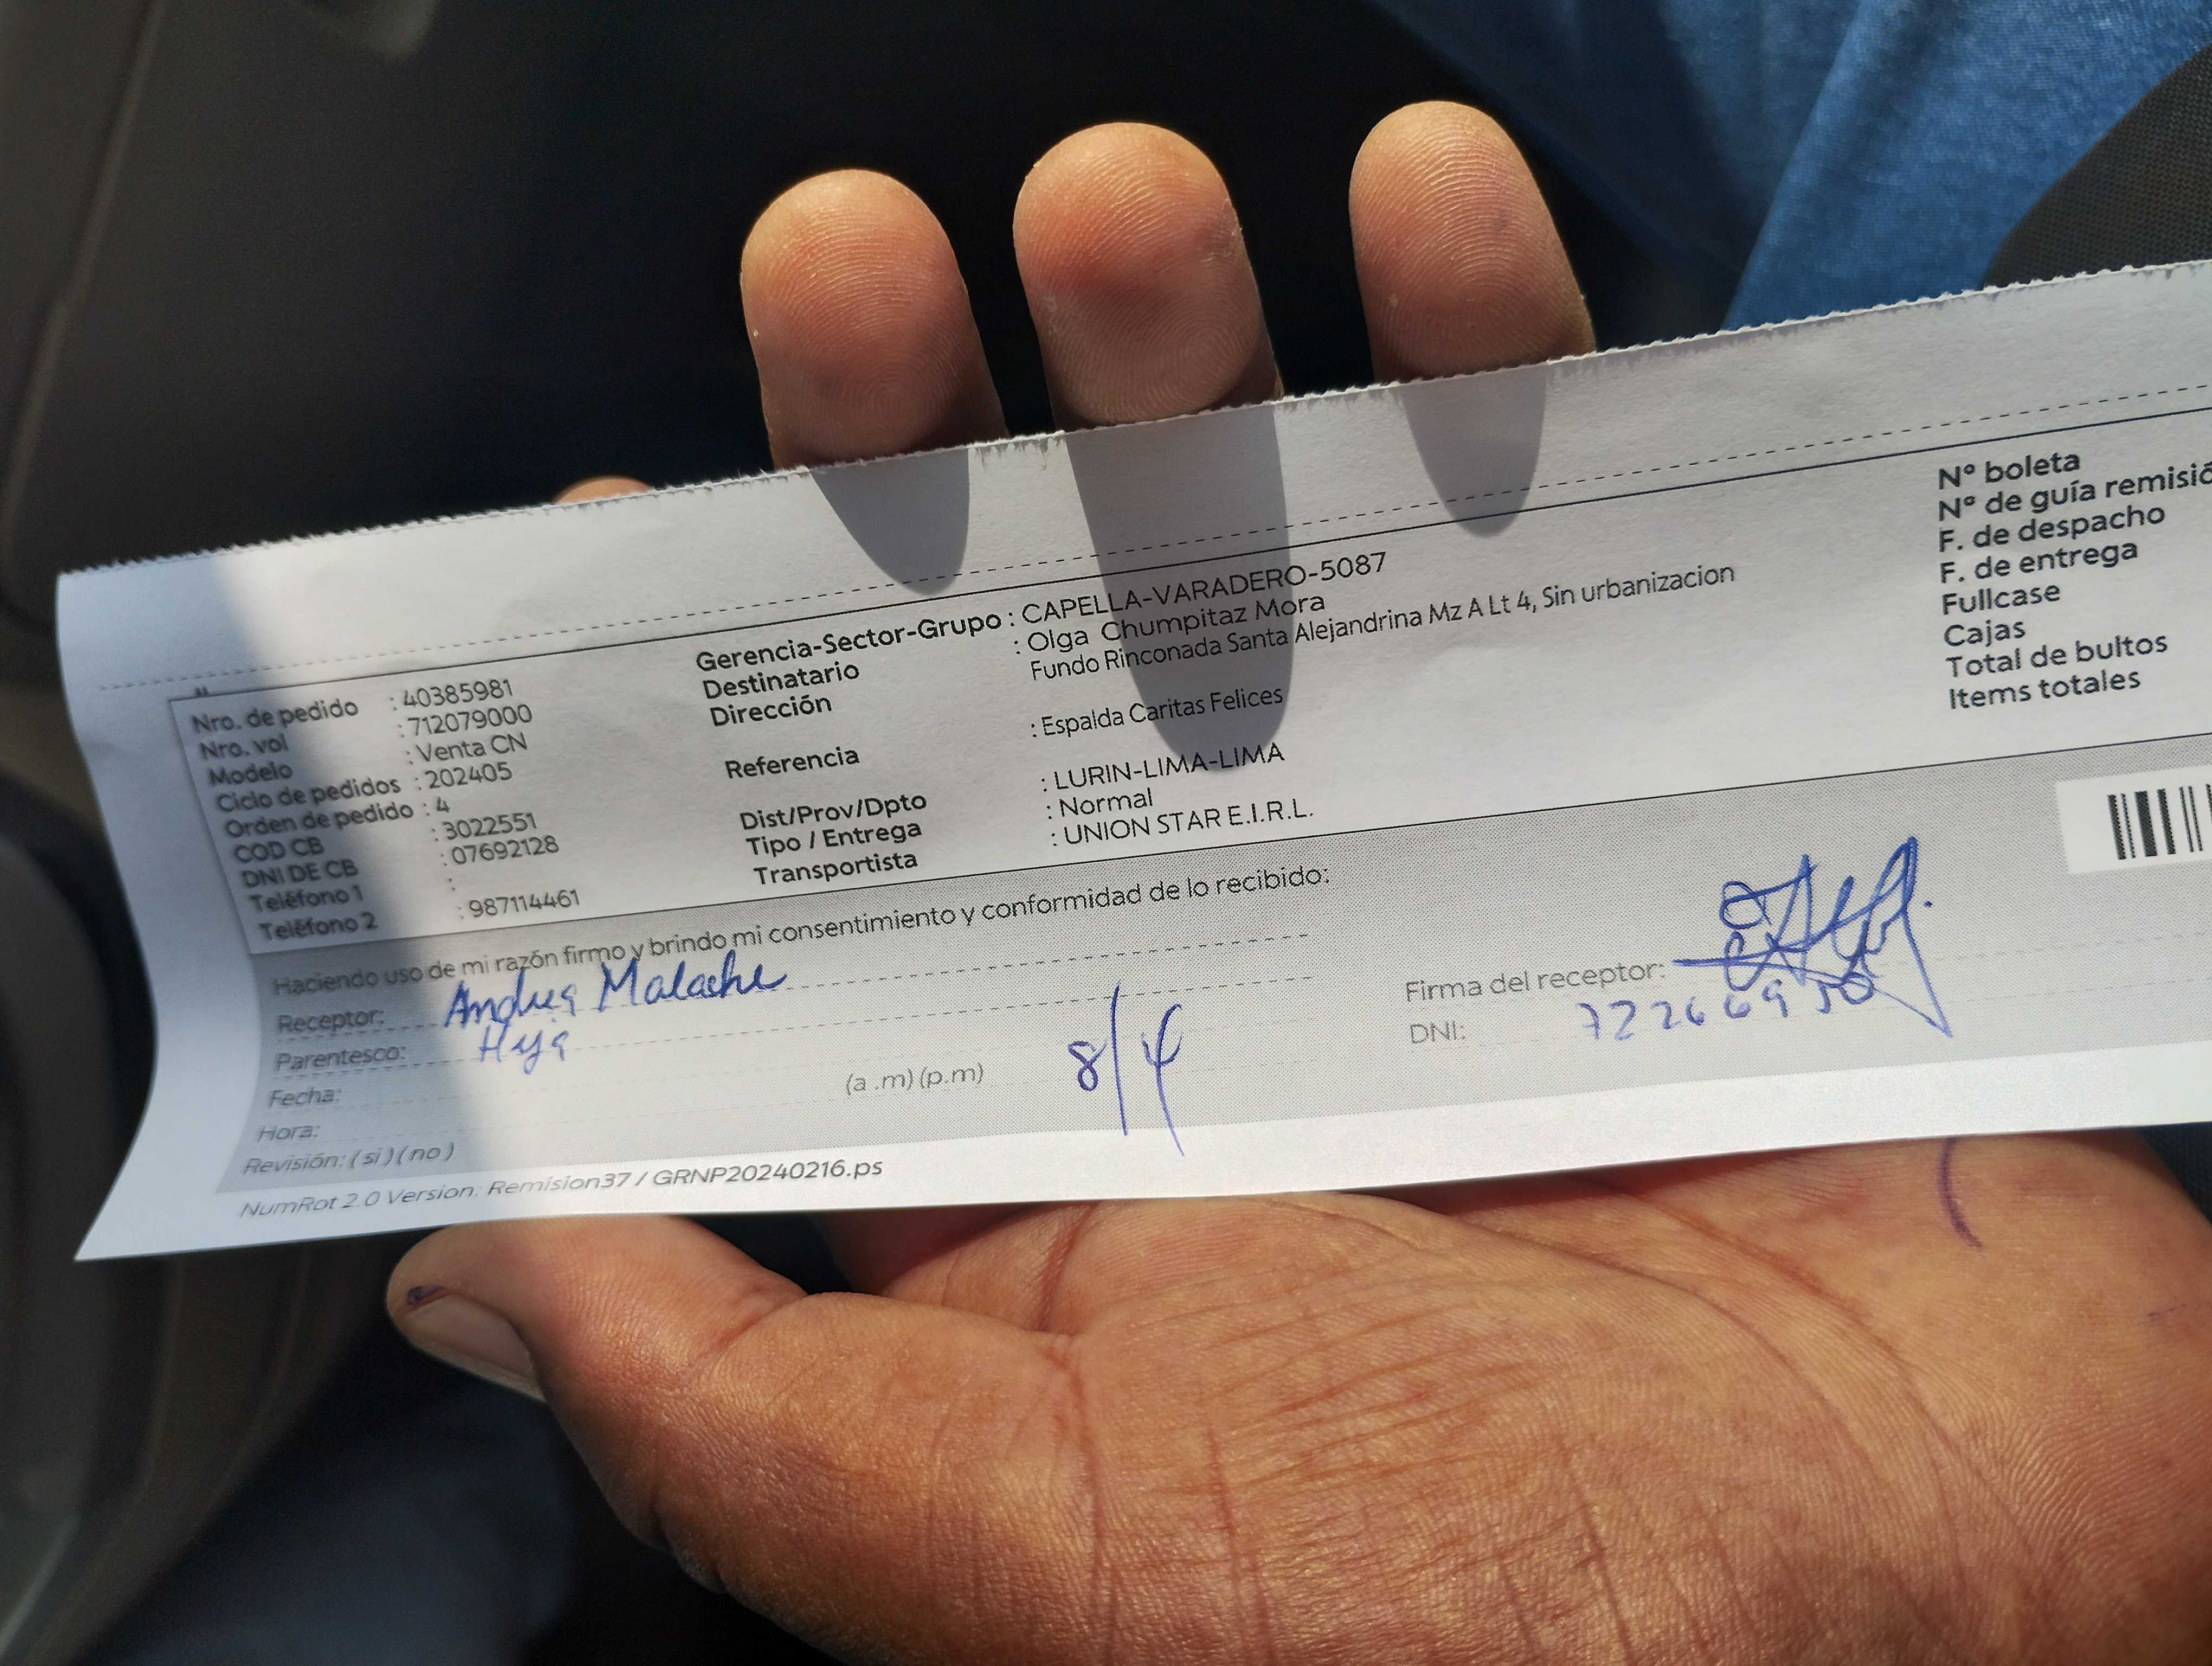 Nro. de pedido : 40385981
Nro. vol : 712079000
Modelo : Venta CN
Ciclo de pedidos : 202405
Orden de pedido : 4
COD CB : 3022551
DNI DE CB : 07692128
Teléfono 1 :
Teléfono 2 : 987114461
Gerencia-Sector-Grupo : CAPELLA-VARADERO-5087
Destinatario : Olga Chumpitaz Mora
Dirección Fundo Rinconada Santa Alejandrina Mz A Lt 4, Sin urbanizacion
Referencia : Espalda Caritas Felices
Dist/Prov/Dpto : LURIN-LIMA-LIMA
Tipo / Entrega : Normal
Transportista : UNION STAR E.I.R.L.
Nº boleta
Nº de guía remisió
F. de despacho
F. de entrega
Fullcase
Cajas
Total de bultos
Items totales
Haciendo uso de mi razón firmo y brindo mi consentimiento y conformidad de lo recibido:
Receptor: Andrea Malache
Parentesco: Hija
Fecha:
Hora: (a .m) (p.m) 8/4
Revisión: ( si ) ( no )
Firma del receptor:
DNI: 72266950
NumRot 2.0 Version: Remision37 / GRNP20240216.ps